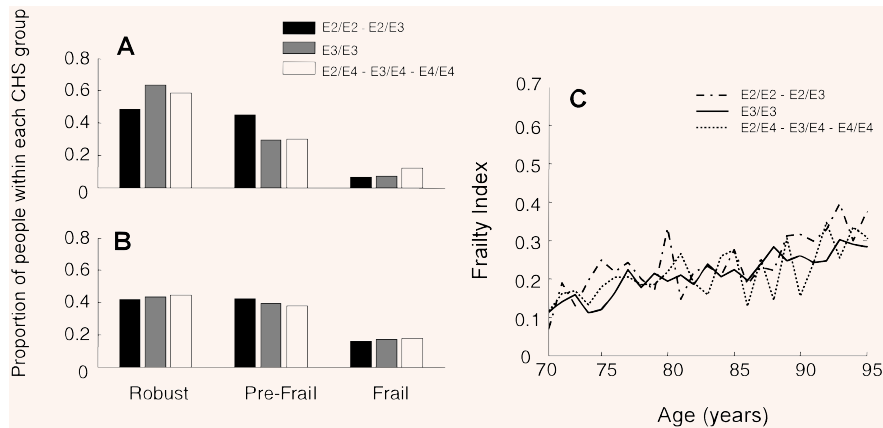 Proportion of people within each CHS group
A
E2/E2 - E2/E3
E3/E3
E2/E4 - E3/E4 - E4/E4
0.8
0.6
0.4
0.2
0
B
0.8
0.6
0.4
0.2
0
Robust Pre-Frail Frail
C
E2/E2 - E2/E3
E3/E3
E2/E4 - E3/E4 - E4/E4
Frailty Index
0.7
0.5
0.4
0.3
0.2
0.1
0
70 75 80 85 90 95
Age (years)